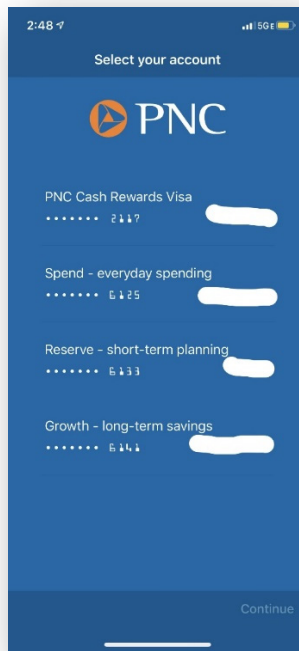 2:48
5GE
Select your account
PNC
PNC Cash Rewards Visa
••••••• 2117
Spend - everyday spending
••••••• 6125
Reserve - short-term planning
••••••• 6133
Growth - long-term savings
••••••• 6141
Continue